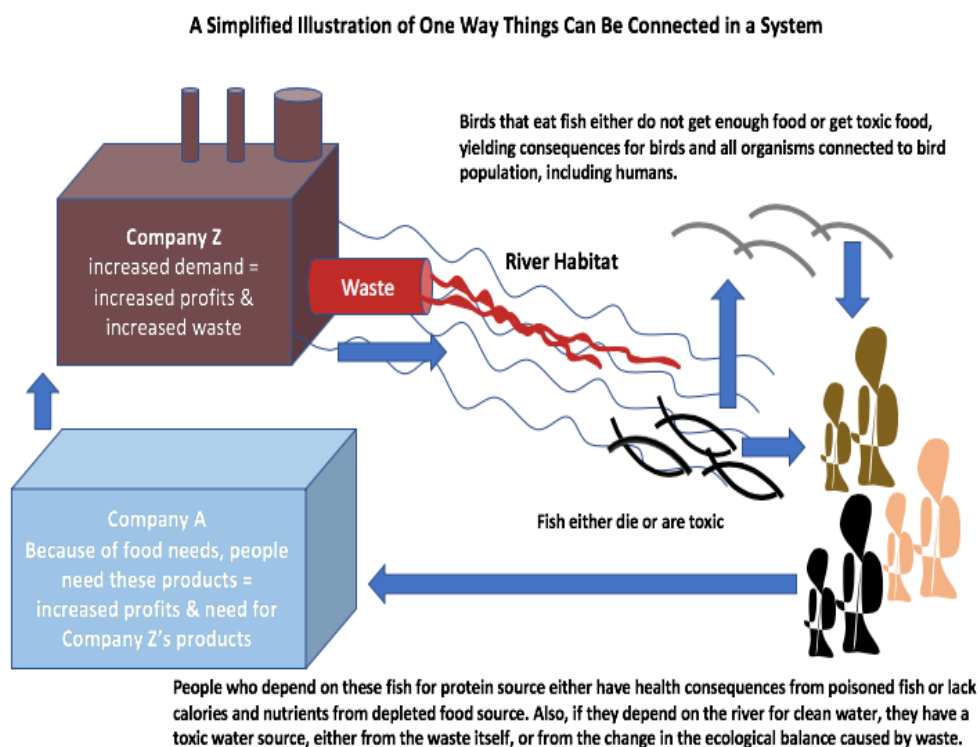 A Simplified Illustration of One Way Things Can Be Connected in a System
Birds that eat fish either do not get enough food or get toxic food,
yielding consequences for birds and all organisms connected to bird
population, including humans.
Company Z
increased demand =
increased profits &
increased waste
Waste
River Habitat
Fish either die or are toxic
Company A
Because of food needs, people
need these products =
increased profits & need for
Company Z's products
People who depend on these fish for protein source either have health consequences from poisoned fish or lack
calories and nutrients from depleted food source. Also, if they depend on the river for clean water, they have a
toxic water source, either from the waste itself, or from the change in the ecological balance caused by waste.